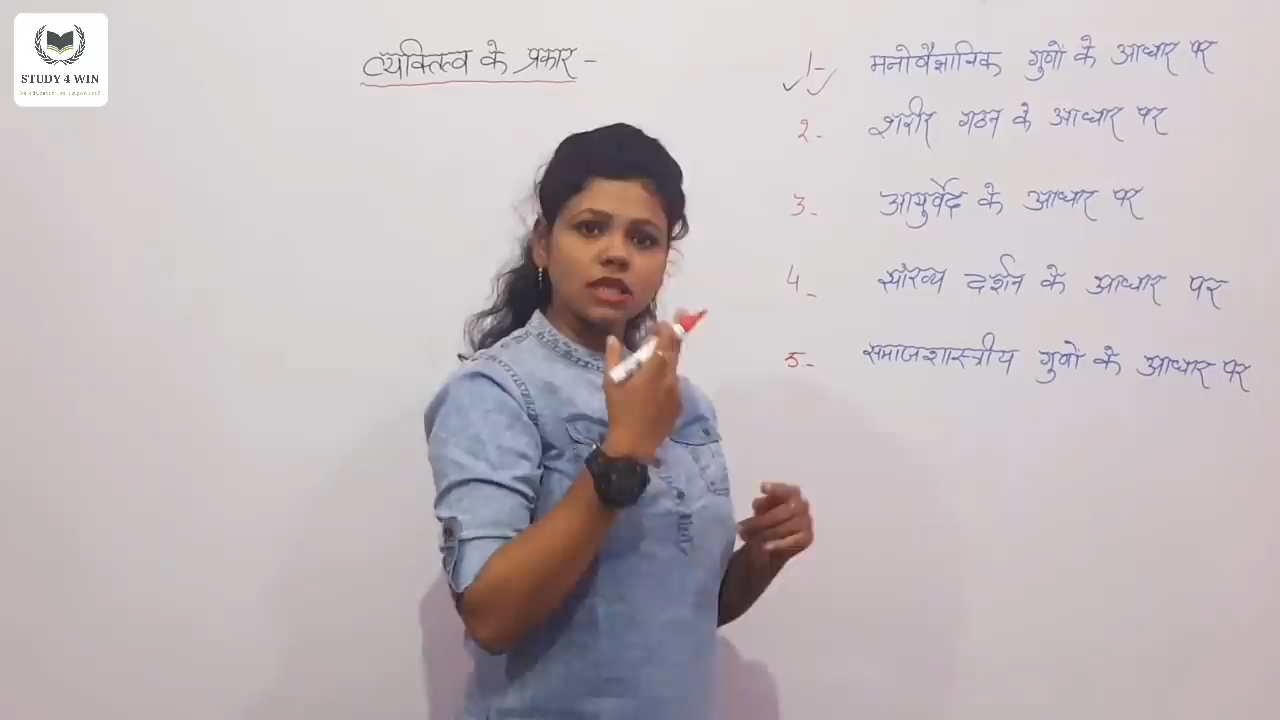 STUDY 4 WIN
व्यक्तित्व के प्रकार -
1- मनोवैज्ञानिक गुणों के आधार पर
2- शरीर गठन के आधार पर
3- आयुर्वेद के आधार पर
4- सांख्य दर्शन के आधार पर
5- समाजशास्त्रीय गुणों के आधार पर